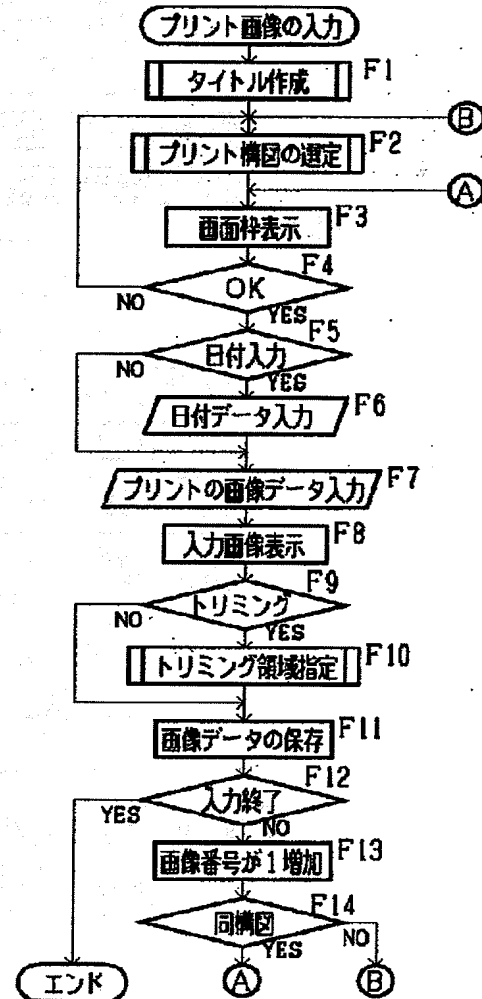 プリント画像の入力
タイトル作成 F1
B
プリント構図の選定 F2
A
画面枠表示 F3
OK F4
NO
YES
日付入力 F5
NO
YES
日付データ入力 F6
プリントの画像データ入力 F7
入力画像表示 F8
トリミング F9
NO
YES
トリミング領域指定 F10
画像データの保存 F11
入力終了 F12
YES
NO
画像番号が1増加 F13
同構図 F14
YES
NO
エンド
A
B